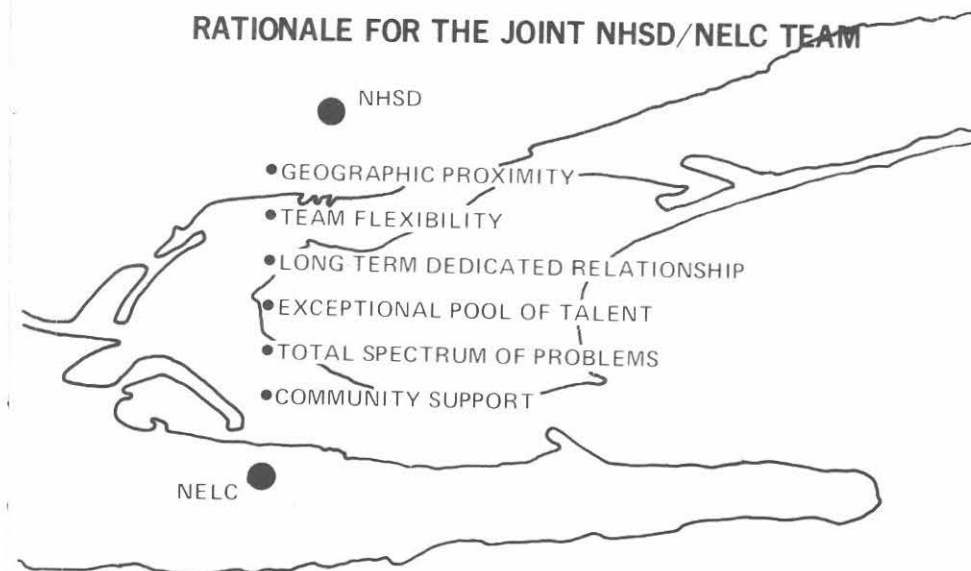 RATIONALE FOR THE JOINT NHSD/NELC TEAM
NHSD
• GEOGRAPHIC PROXIMITY
• TEAM FLEXIBILITY
• LONG TERM DEDICATED RELATIONSHIP
• EXCEPTIONAL POOL OF TALENT
• TOTAL SPECTRUM OF PROBLEMS
• COMMUNITY SUPPORT
NELC